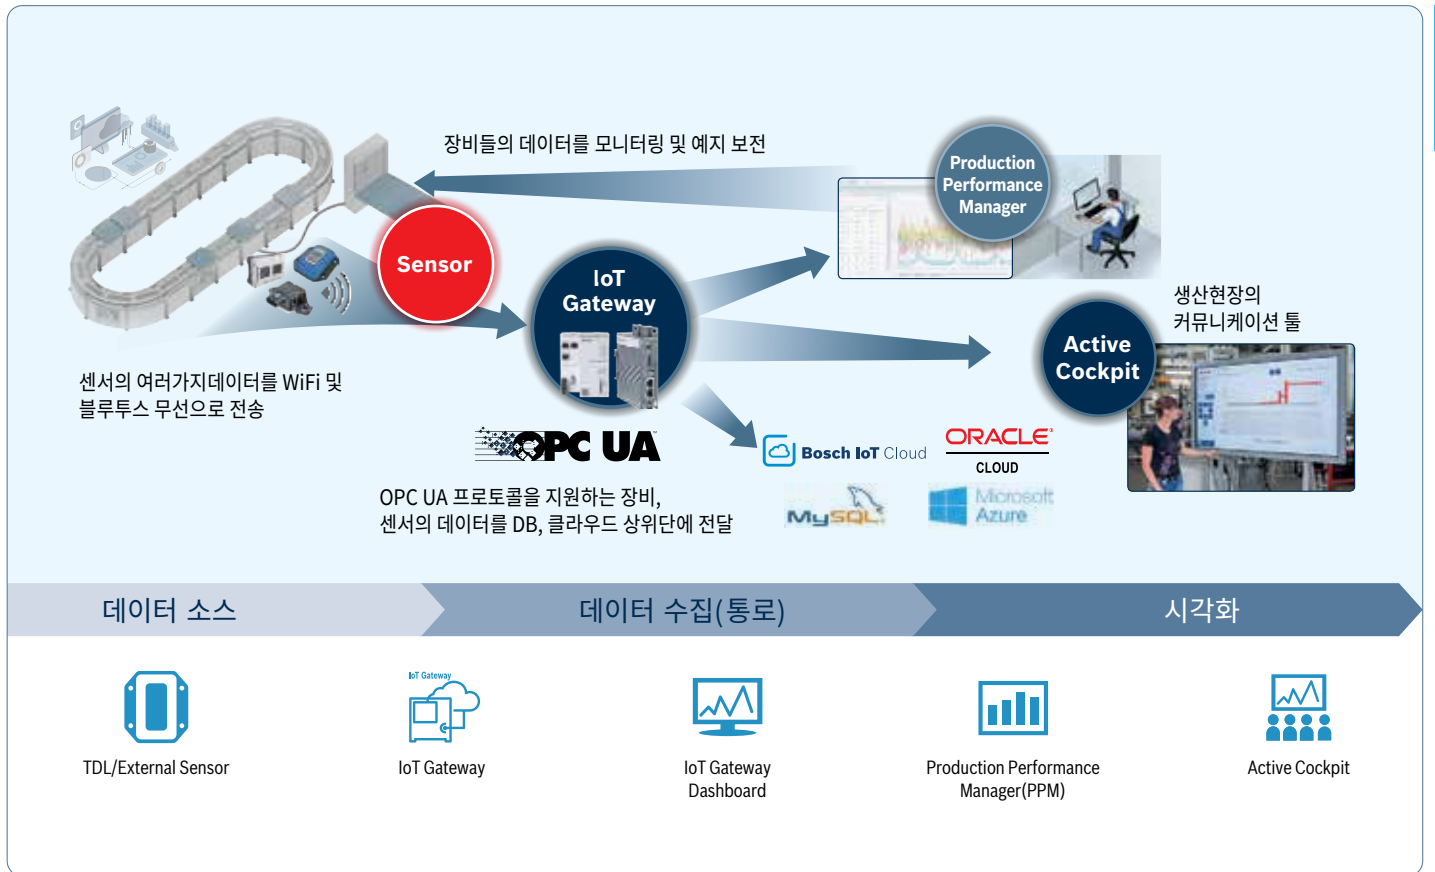 장비들의 데이터를 모니터링 및 예지 보전
Production
Performance
Manager
Sensor
IoT
Gateway
생산현장의
커뮤니케이션 툴
Active
Cockpit
센서의 여러가지데이터를 WiFi 및
블루투스 무선으로 전송
OPC UA
OPC UA 프로토콜을 지원하는 장비,
센서의 데이터를 DB, 클라우드 상위단에 전달
Bosch IoT Cloud
ORACLE
CLOUD
MySQL
Microsoft
Azure
데이터 소스
데이터 수집(통로)
시각화
IoT Gateway
TDL/External Sensor
IoT Gateway
IoT Gateway
Dashboard
Production Performance
Manager(PPM)
Active Cockpit